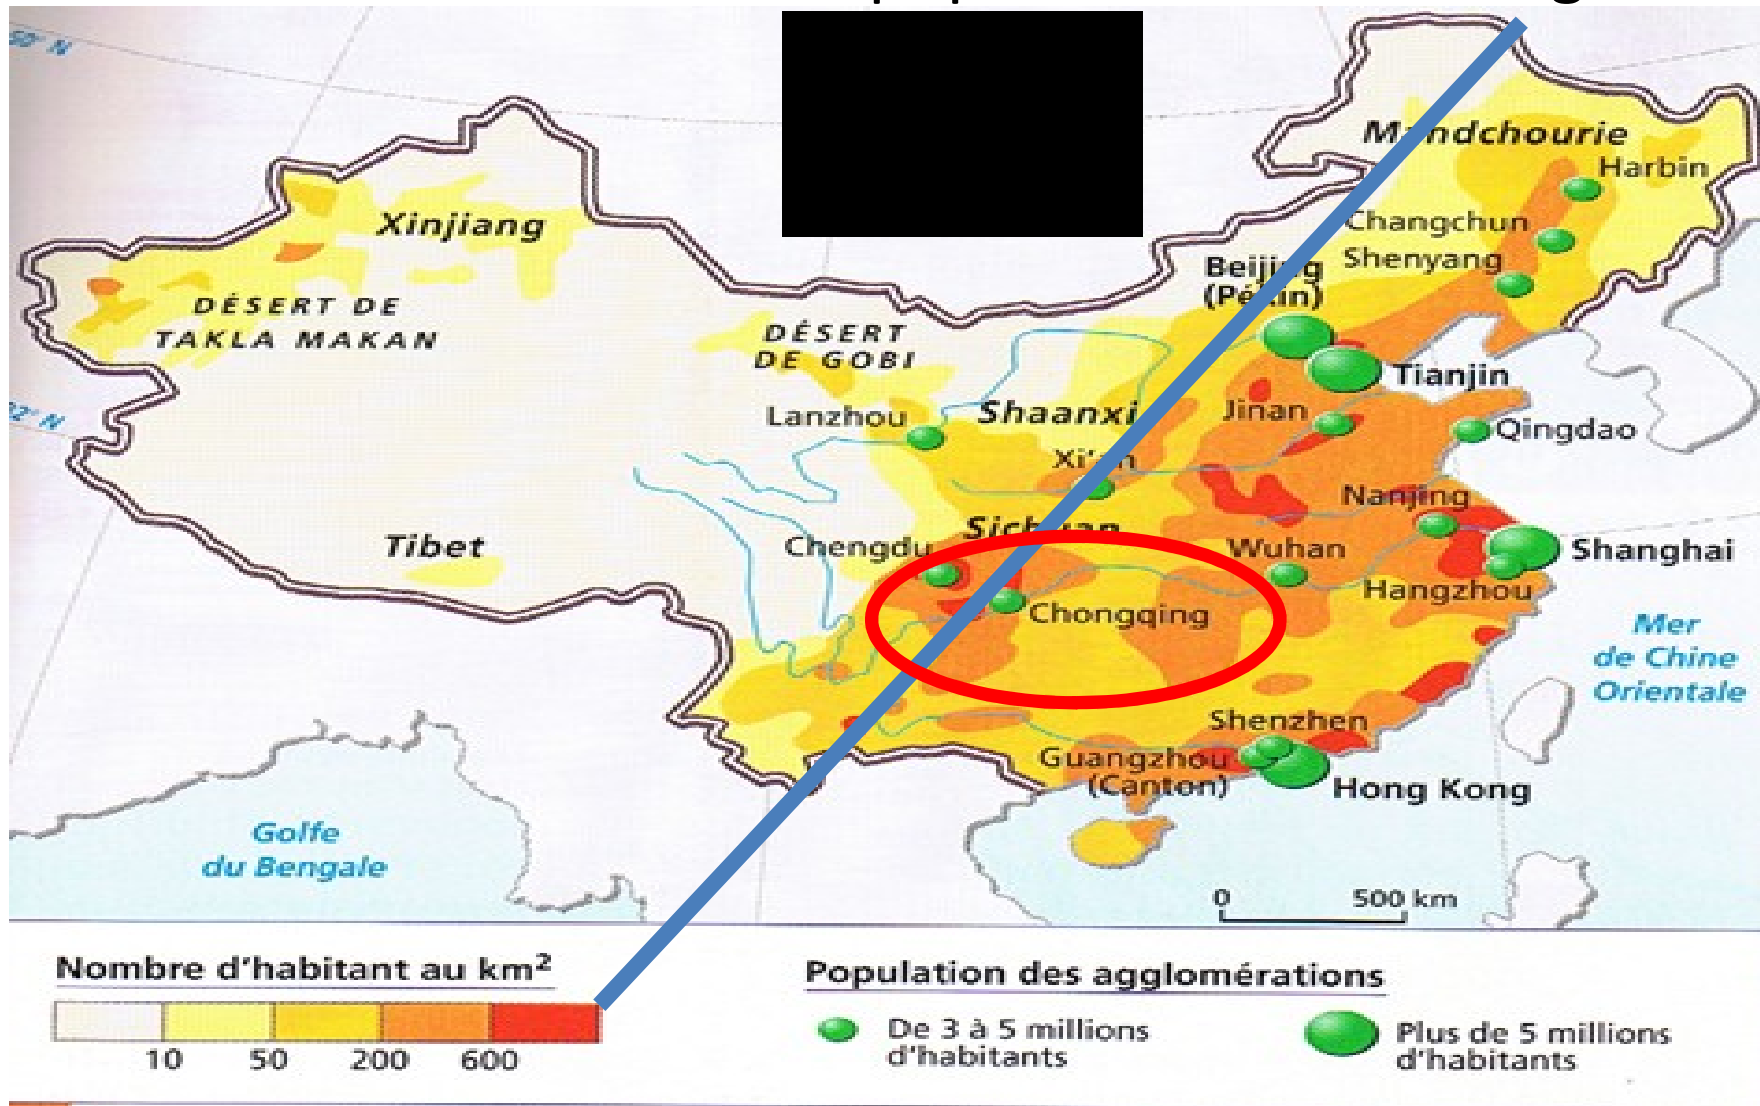 50° N
Mandchourie
Harbin
Xinjiang
Changchun
Shenyang
Beijing
(Pékin)
DÉSERT DE
TAKLA MAKAN
DÉSERT
DE GOBI
Tianjin
Lanzhou
Shaanxi
Jinan
Qingdao
Xi'an
Nanjing
Sichuan
Tibet
Chengdu
Wuhan
Shanghai
Hangzhou
Chongqing
Mer
de Chine
Orientale
Shenzhen
Guangzhou
(Canton)
Hong Kong
Golfe
du Bengale
0 500 km
Nombre d'habitant au km²
10 50 200 600
Population des agglomérations
De 3 à 5 millions
d'habitants
Plus de 5 millions
d'habitants